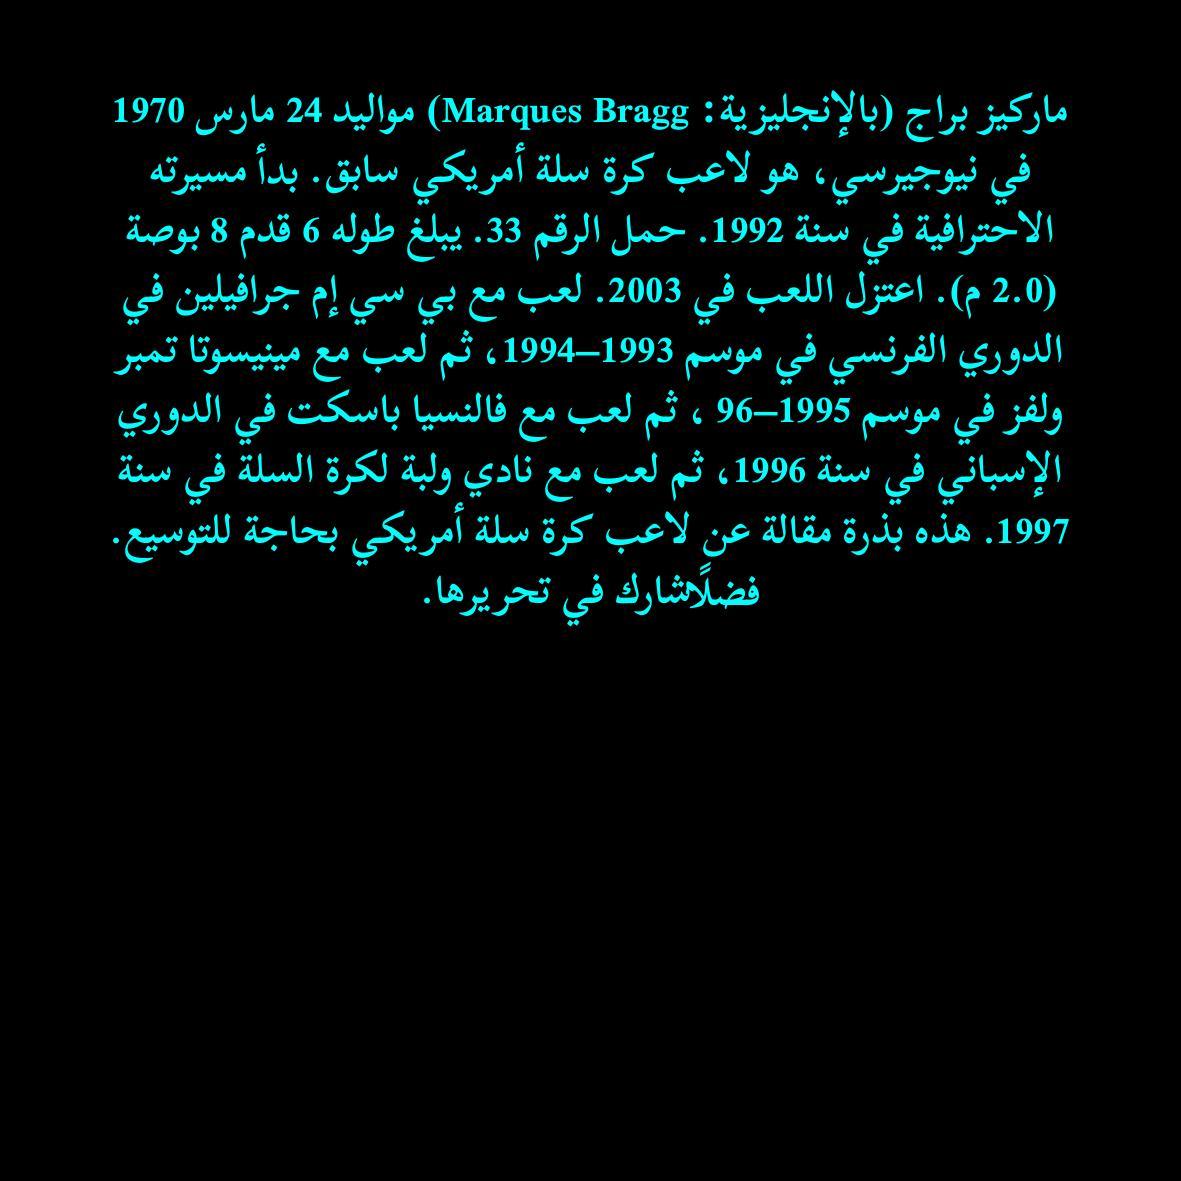 ماركيز براج (بالإنجليزية: Marques Bragg) مواليد 24 مارس 1970
في نيوجيرسي، هو لاعب كرة سلة أمريكي سابق. بدأ مسيرته
الاحترافية في سنة 1992. حمل الرقم 33. يبلغ طوله 6 قدم 8 بوصة
(2.0 م). اعتزل اللعب في 2003. لعب مع بي سي إم جرافيلين في
الدوري الفرنسي في موسم 1993–1994، ثم لعب مع مينيسوتا تمبر
ولفز في موسم 1995–96 ، ثم لعب مع فالنسيا باسكت في الدوري
الإسباني في سنة 1996، ثم لعب مع نادي ولبة لكرة السلة في سنة
1997. هذه بذرة مقالة عن لاعب كرة سلة أمريكي بحاجة للتوسيع.
فضلًاشارك في تحريرها.